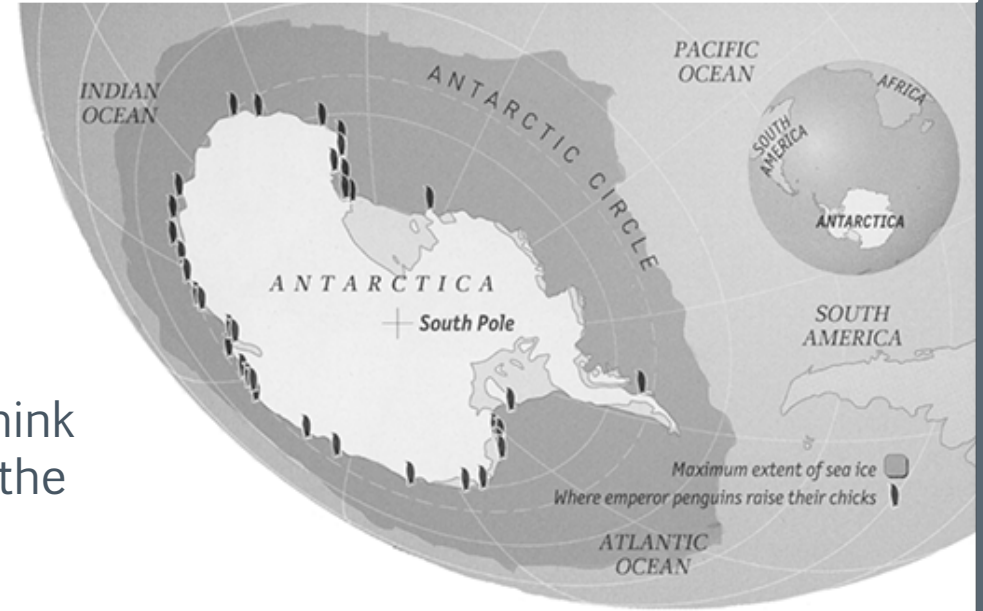 INDIAN
OCEAN
ANTARCTIC CIRCLE
PACIFIC
OCEAN
AFRICA
SOUTH
AMERICA
ANTARCTICA
ANTARCTICA
South Pole
SOUTH
AMERICA
hink
the
Maximum extent of sea ice
Where emperor penguins raise their chicks
ATLANTIC
OCEAN